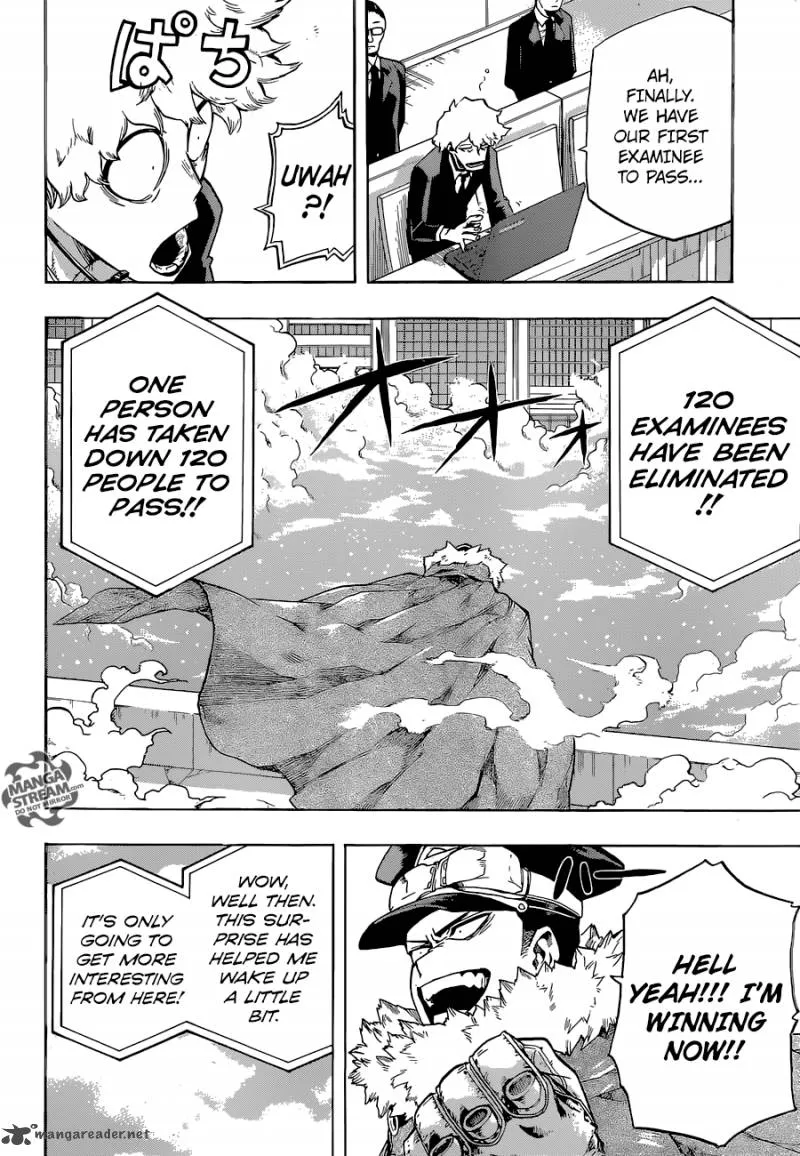 AH,
FINALLY.
WE HAVE
OUR FIRST
EXAMINEE
TO PASS...
ぱち
UWAH
?!
120
EXAMINEES
HAVE BEEN
ELIMINATED
!!
ONE
PERSON
HAS TAKEN
DOWN 120
PEOPLE TO
PASS!!
HELL
YEAH!!! I'M
WINNING
NOW!!
WOW,
WELL THEN.
THIS SUR-
PRISE HAS
HELPED ME
WAKE UP
A LITTLE
BIT.
IT'S ONLY
GOING TO
GET MORE
INTERESTING
FROM HERE!
MANGA
STREAM.com
DO NOT MIRROR!
mangareader.net